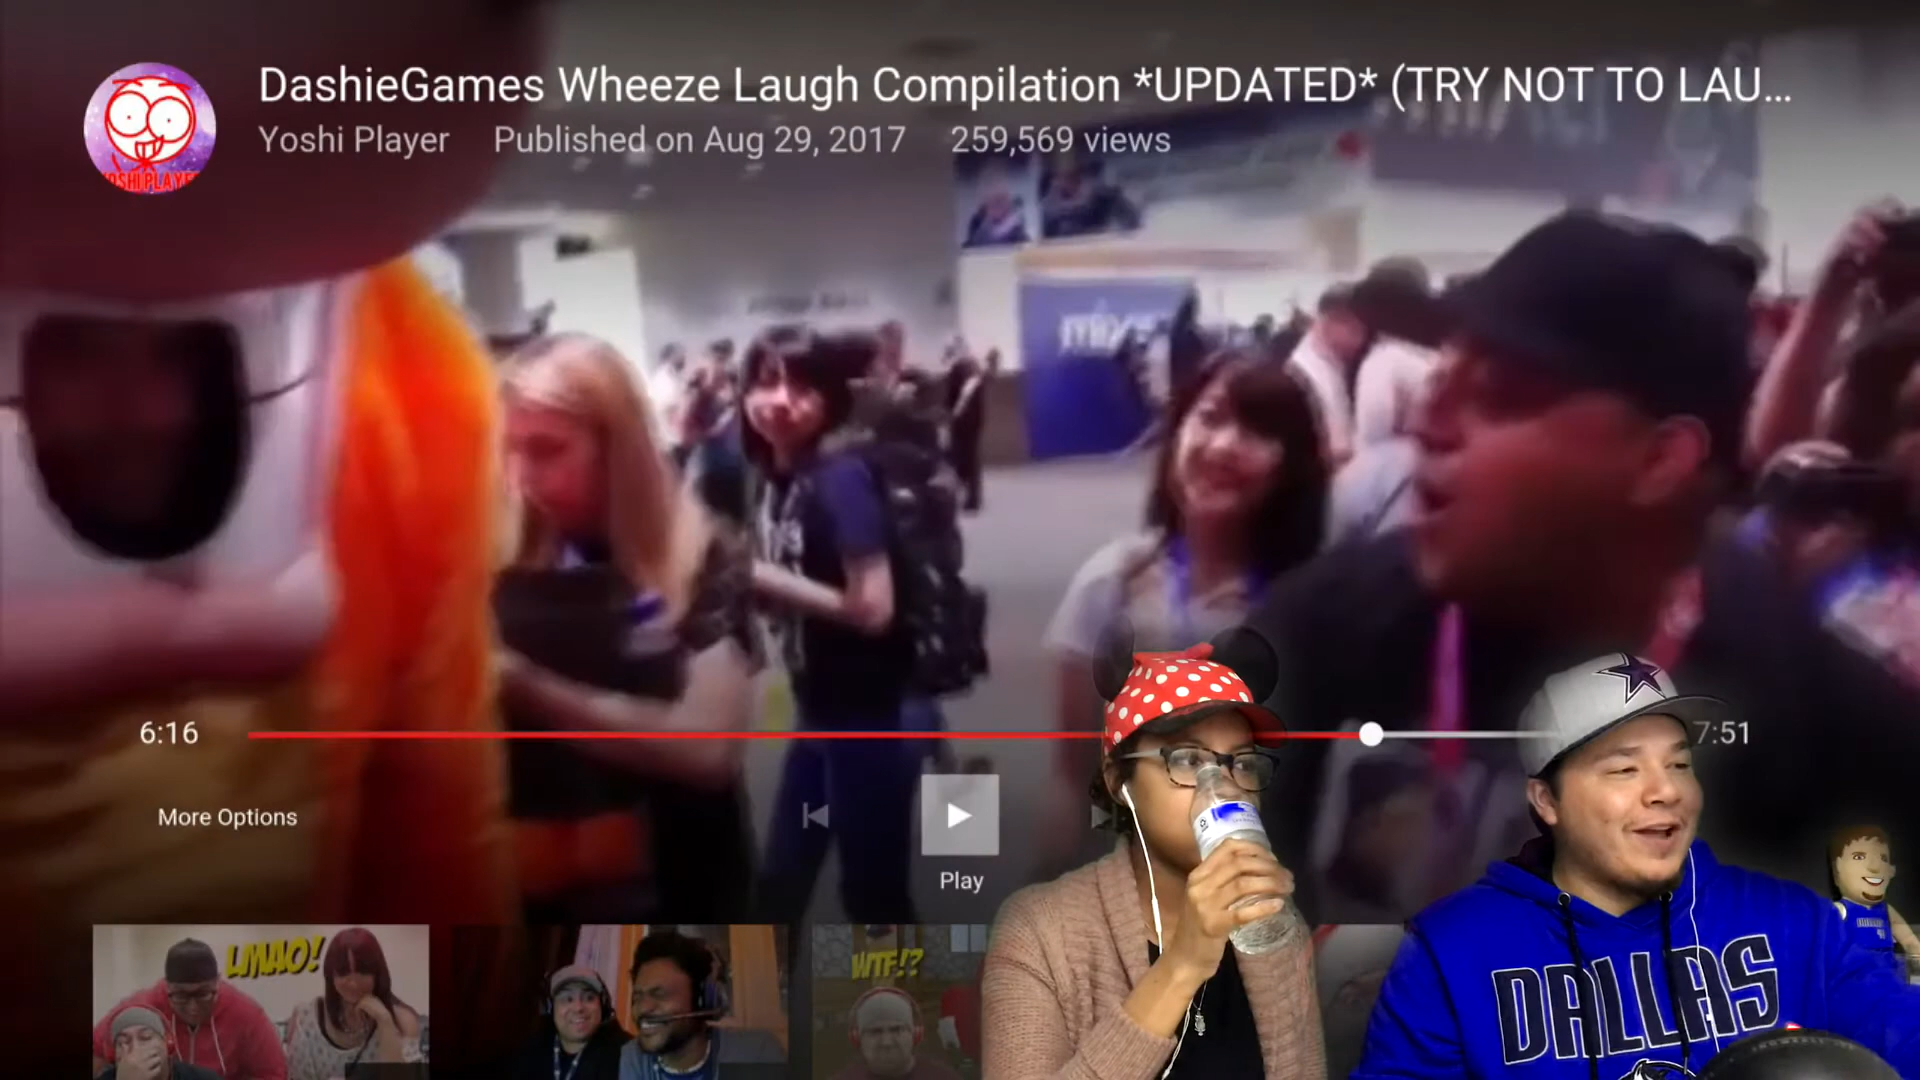 DashieGames Wheeze Laugh Compilation *UPDATED* (TRY NOT TO LAU...
Yoshi Player Published on Aug 29, 2017 259,569 views
6:16
7:51
More Options
Play
LMAO!
WTF!?
DALLAS